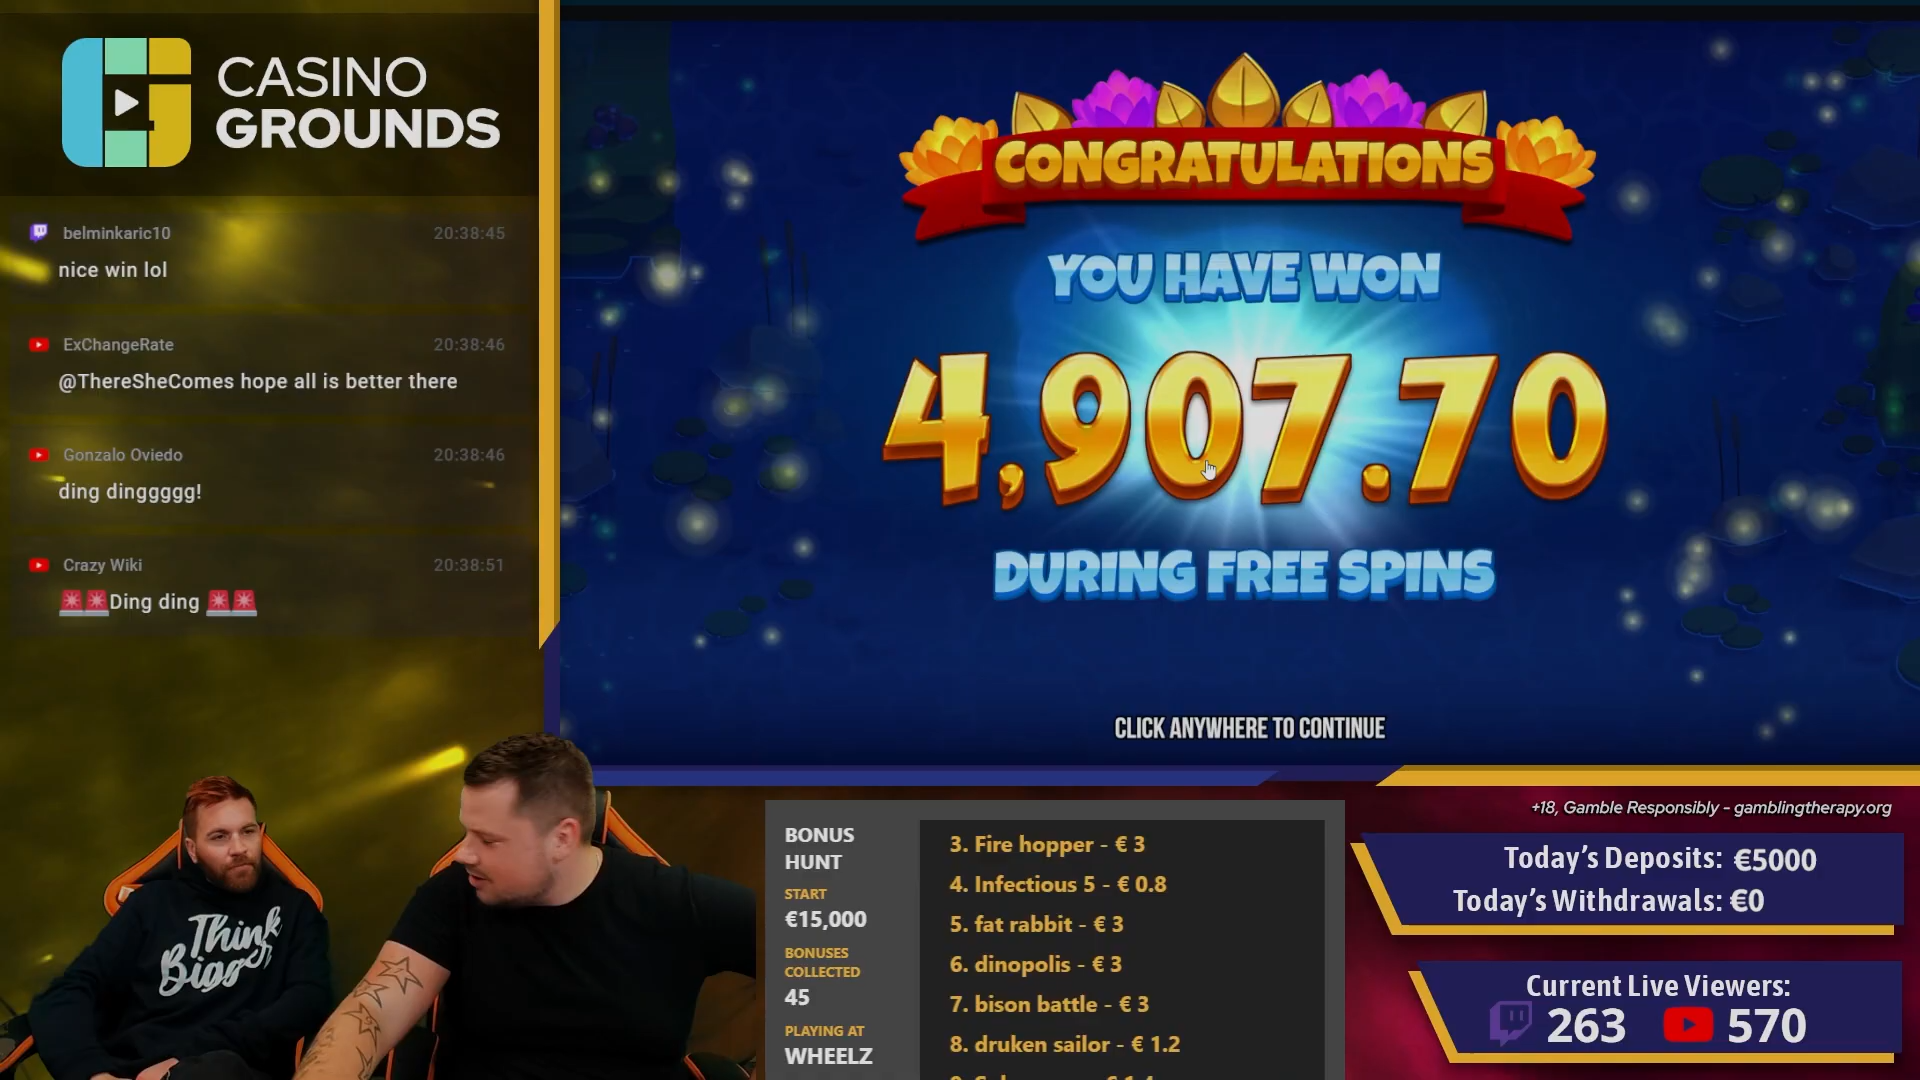 CASINO
GROUNDS
belminkaric10 20:38:45
nice win lol
ExChangeRate 20:38:46
@ThereSheComes hope all is better there
Gonzalo Oviedo 20:38:46
ding dinggggg!
Crazy Wiki 20:38:51
🚨🚨Ding ding 🚨🚨
CONGRATULATIONS
YOU HAVE WON
4,907.70
DURING FREE SPINS
CLICK ANYWHERE TO CONTINUE
Think
Bigger
BONUS
HUNT
START
€15,000
BONUSES
COLLECTED
45
PLAYING AT
WHEELZ
3. Fire hopper - € 3
4. Infectious 5 - € 0.8
5. fat rabbit - € 3
6. dinopolis - € 3
7. bison battle - € 3
8. druken sailor - € 1.2
+18, Gamble Responsibly - gamblingtherapy.org
Today's Deposits: €5000
Today's Withdrawals: €0
Current Live Viewers:
263 570